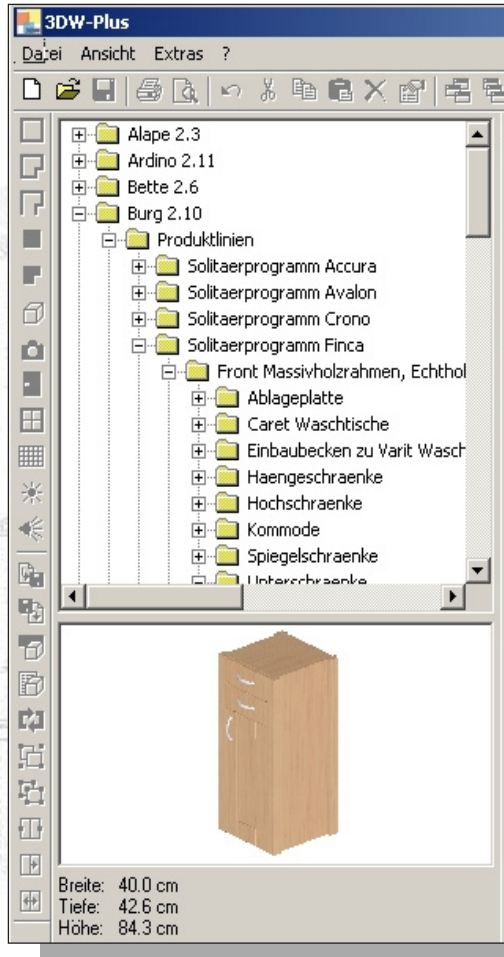 3DW-Plus
Datei Ansicht Extras ?
Alape 2.3
Ardino 2.11
Bette 2.6
Burg 2.10
Produktlinien
Solitaerprogramm Accura
Solitaerprogramm Avalon
Solitaerprogramm Crono
Solitaerprogramm Finca
Front Massivholzrahmen, Echthol
Ablageplatte
Caret Waschtische
Einbaubecken zu Varit Wasch
Haengeschraenke
Hochschraenke
Kommode
Spiegelschraenke
Unterschraenke
Breite: 40.0 cm
Tiefe: 42.6 cm
Höhe: 84.3 cm